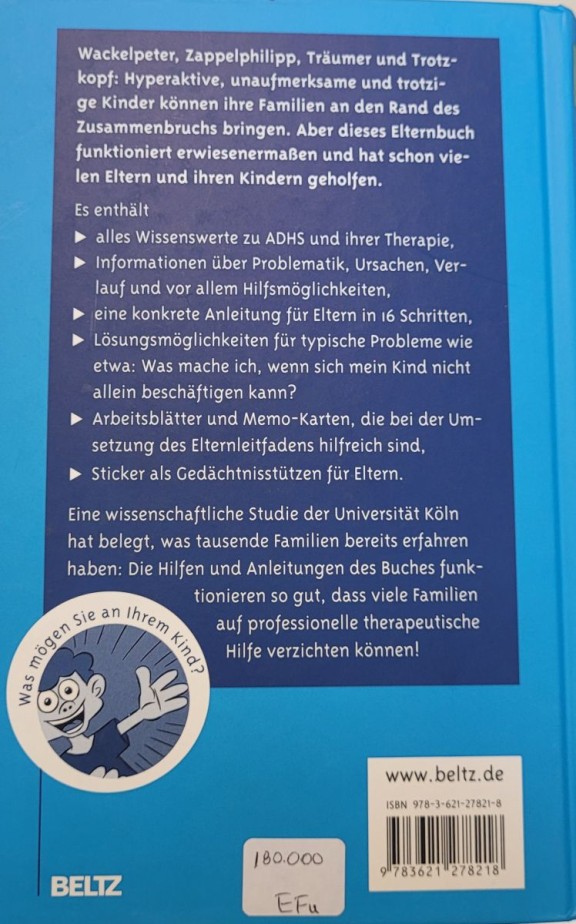 Wackelpeter, Zappelphilipp, Träumer und Trotz-
kopf: Hyperaktive, unaufmerksame und trotzi-
ge Kinder können ihre Familien an den Rand des
Zusammenbruchs bringen. Aber dieses Elternbuch
funktioniert erwiesenermaßen und hat schon vie-
len Eltern und ihren Kindern geholfen.
Es enthält
▶ alles Wissenswerte zu ADHS und ihrer Therapie,
▶ Informationen über Problematik, Ursachen, Ver-
lauf und vor allem Hilfsmöglichkeiten,
▶ eine konkrete Anleitung für Eltern in 16 Schritten,
▶ Lösungsmöglichkeiten für typische Probleme wie
etwa: Was mache ich, wenn sich mein Kind nicht
allein beschäftigen kann?
▶ Arbeitsblätter und Memo-Karten, die bei der Um-
setzung des Elternleitfadens hilfreich sind,
▶ Sticker als Gedächtnisstützen für Eltern.
Eine wissenschaftliche Studie der Universität Köln
hat belegt, was tausende Familien bereits erfahren
haben: Die Hilfen und Anleitungen des Buches funk-
tionieren so gut, dass viele Familien
auf professionelle therapeutische
Hilfe verzichten können!
Was mögen Sie an Ihrem Kind?
www.beltz.de
ISBN 978-3-621-27821-8
9 783621 278218
180.000
EFu
BELTZ